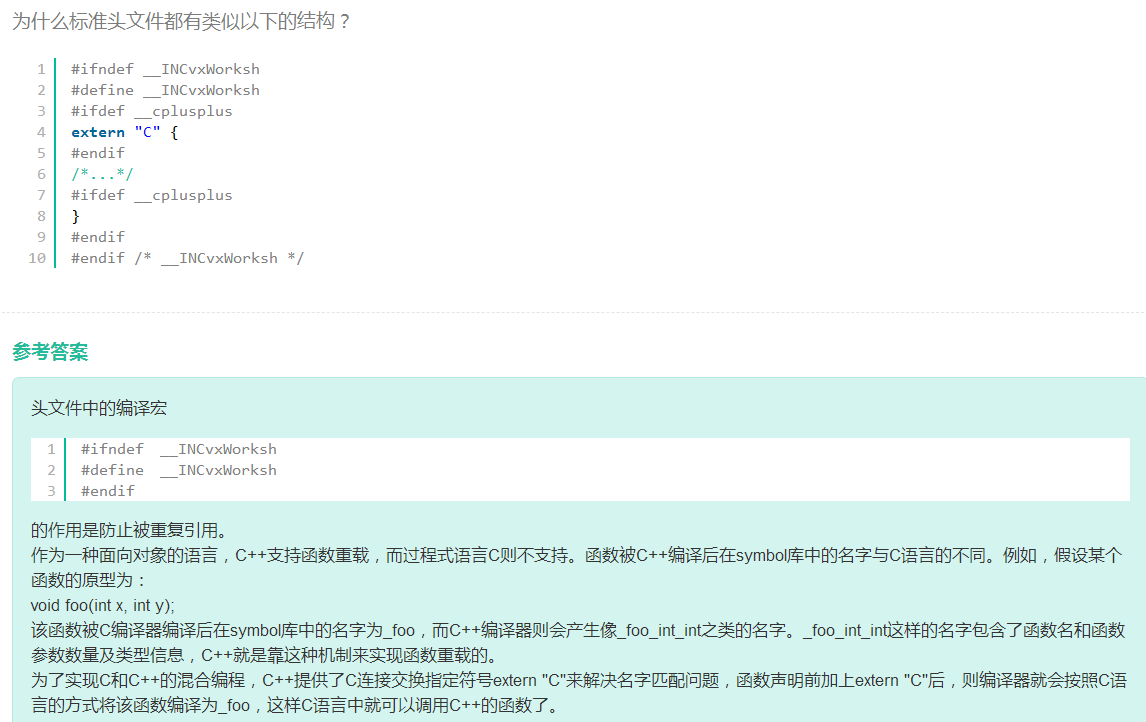 为什么标准头文件都有类似以下的结构？
1 #ifndef __INCvxWorksh
2 #define __INCvxWorksh
3 #ifdef __cplusplus
4 extern "C" {
5 #endif
6 /*...*/
7 #ifdef __cplusplus
8 }
9 #endif
10 #endif /* __INCvxWorksh */
参考答案
头文件中的编译宏
1 #ifndef  __INCvxWorksh
2 #define  __INCvxWorksh
3 #endif
的作用是防止被重复引用。
作为一种面向对象的语言，C++支持函数重载，而过程式语言C则不支持。函数被C++编译后在symbol库中的名字与C语言的不同。例如，假设某个
函数的原型为：
void foo(int x, int y);
该函数被C编译器编译后在symbol库中的名字为_foo，而C++编译器则会产生像_foo_int_int之类的名字。_foo_int_int这样的名字包含了函数名和函数
参数数量及类型信息，C++就是靠这种机制来实现函数重载的。
为了实现C和C++的混合编程，C++提供了C连接交换指定符号extern "C"来解决名字匹配问题，函数声明前加上extern "C"后，则编译器就会按照C语
言的方式将该函数编译为_foo，这样C语言中就可以调用C++的函数了。